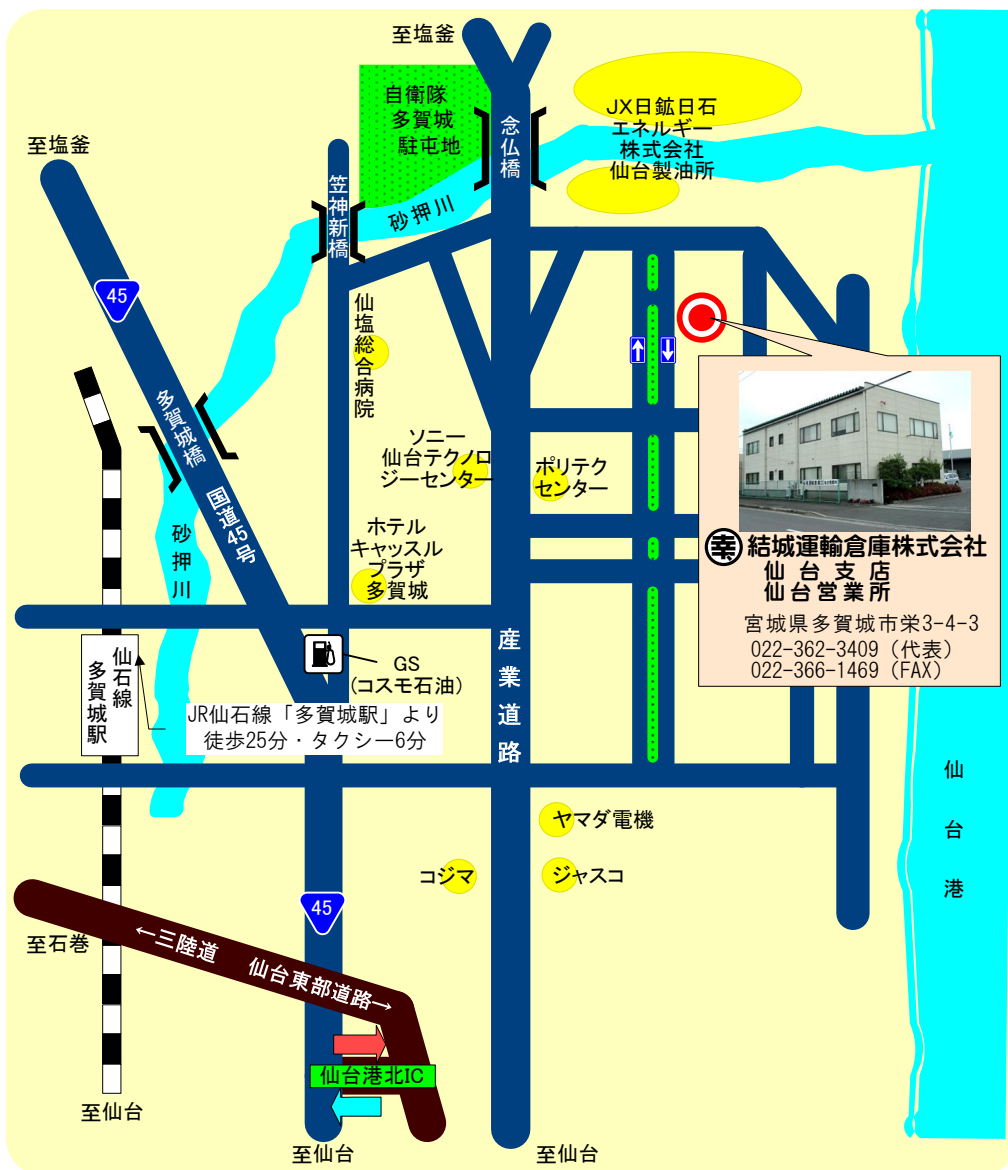 至塩釜
自衛隊
多賀城
駐屯地
念仏橋
JX日鉱日石
エネルギー
株式会社
仙台製油所
至塩釜
笠神新橋
砂押川
45
仙塩総合病院
多賀城橋
国道45号
ソニー
仙台テクノロ
ジーセンター
ポリテク
センター
砂押川
ホテル
キャッスル
プラザ
多賀城
幸 結城運輸倉庫株式会社
仙台支店
仙台営業所
宮城県多賀城市栄3-4-3
022-362-3409（代表）
022-366-1469（FAX）
仙石線
多賀城駅
GS
(コスモ石油)
産業道路
JR仙石線「多賀城駅」より
徒歩25分・タクシー6分
仙台港
ヤマダ電機
コジマ
ジャスコ
45
至石巻
←三陸道 仙台東部道路→
仙台港北IC
至仙台
至仙台
至仙台